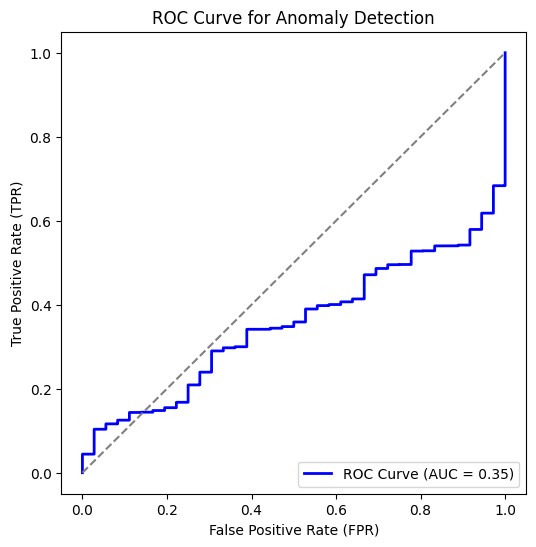 ROC Curve for Anomaly Detection
True Positive Rate (TPR)
1.0
0.8
0.6
0.4
0.2
0.0
ROC Curve (AUC = 0.35)
0.0 0.2 0.4 0.6 0.8 1.0
False Positive Rate (FPR)